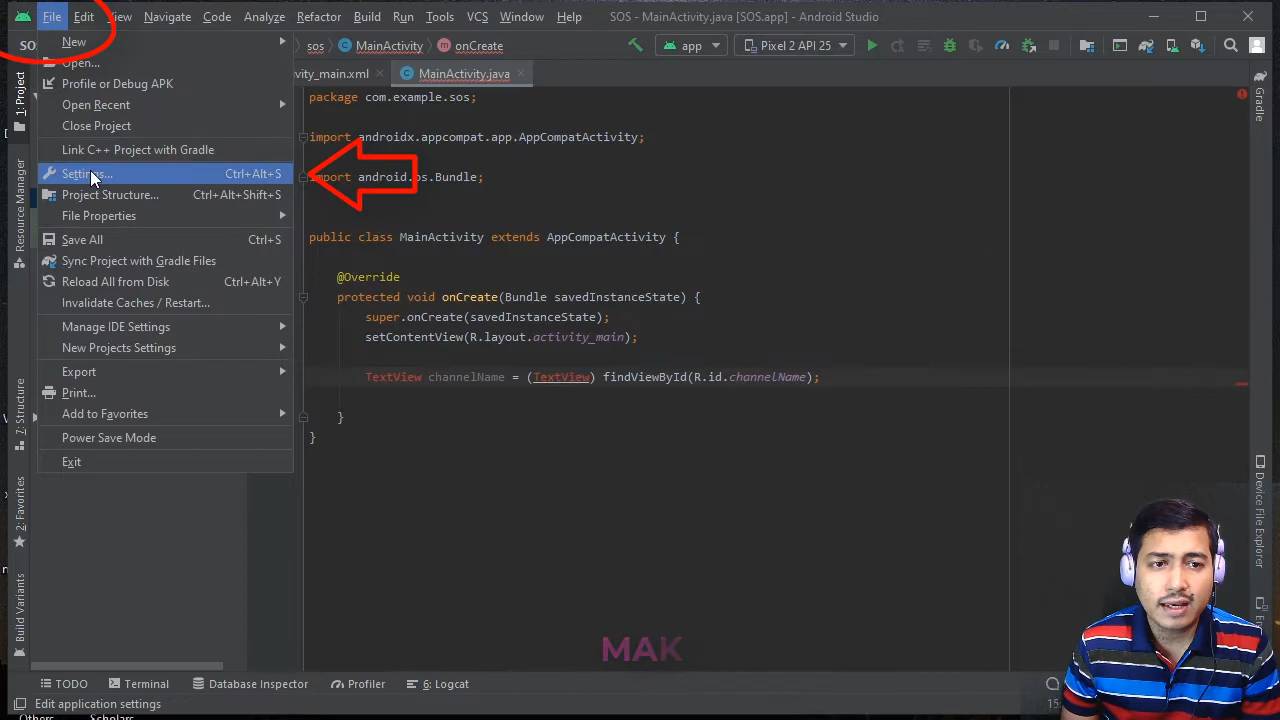 File Edit View Navigate Code Analyze Refactor Build Run Tools VCS Window Help SOS - MainActivity.java [SOS.app] - Android Studio
SO sos MainActivity onCreate app Pixel 2 API 25
New
Open...
Profile or Debug APK
Open Recent
Close Project
Link C++ Project with Gradle
Settings... Ctrl+Alt+S
Project Structure... Ctrl+Alt+Shift+S
File Properties
Save All Ctrl+S
Sync Project with Gradle Files
Reload All from Disk Ctrl+Alt+Y
Invalidate Caches / Restart...
Manage IDE Settings
New Projects Settings
Export
Print...
Add to Favorites
Power Save Mode
Exit
1: Project
Resource Manager
7: Structure
2: Favorites
Build Variants
vity_main.xml MainActivity.java
package com.example.sos;
import androidx.appcompat.app.AppCompatActivity;
import android.os.Bundle;
public class MainActivity extends AppCompatActivity {
@Override
protected void onCreate(Bundle savedInstanceState) {
super.onCreate(savedInstanceState);
setContentView(R.layout.activity_main);
TextView channelName = (TextView) findViewById(R.id.channelName);
}
}
Gradle
Device File Explorer
MAK
TODO Terminal Database Inspector Profiler 6: Logcat
Edit application settings
15
Others Scholars